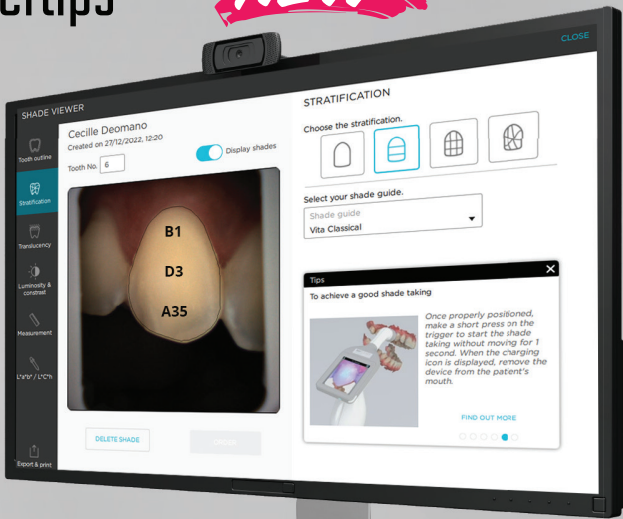 SHADE VIEWER
CLOSE
Tooth outline
Stratification
Translucency
Luminosity &
constrast
Measurement
L*a*b* / L*C*h
Export & print
Cecille Deomano
Created on 27/12/2022, 12:20
Tooth No. 6
Display shades
B1
D3
A35
DELETE SHADE
STRATIFICATION
Choose the stratification.
Select your shade guide.
Shade guide
Vita Classical
Tips
To achieve a good shade taking
Once properly positioned,
make a short press on the
trigger to start the shade
taking without moving for 1
second. When the charging
icon is displayed, remove the
device from the patient's
mouth.
FIND OUT MORE